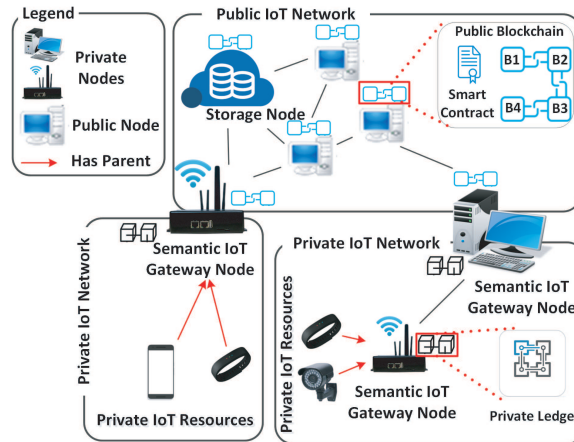 Legend
Private
Nodes
Public Node
Has Parent
Public IoT Network
Storage Node
Public Blockchain
Smart
Contract
B1
B2
B4
B3
Private IoT Network
Semantic IoT
Gateway Node
Private IoT Resources
Private IoT Network
Semantic IoT
Gateway Node
Private IoT Resources
Semantic IoT
Gateway Node
Private Ledge